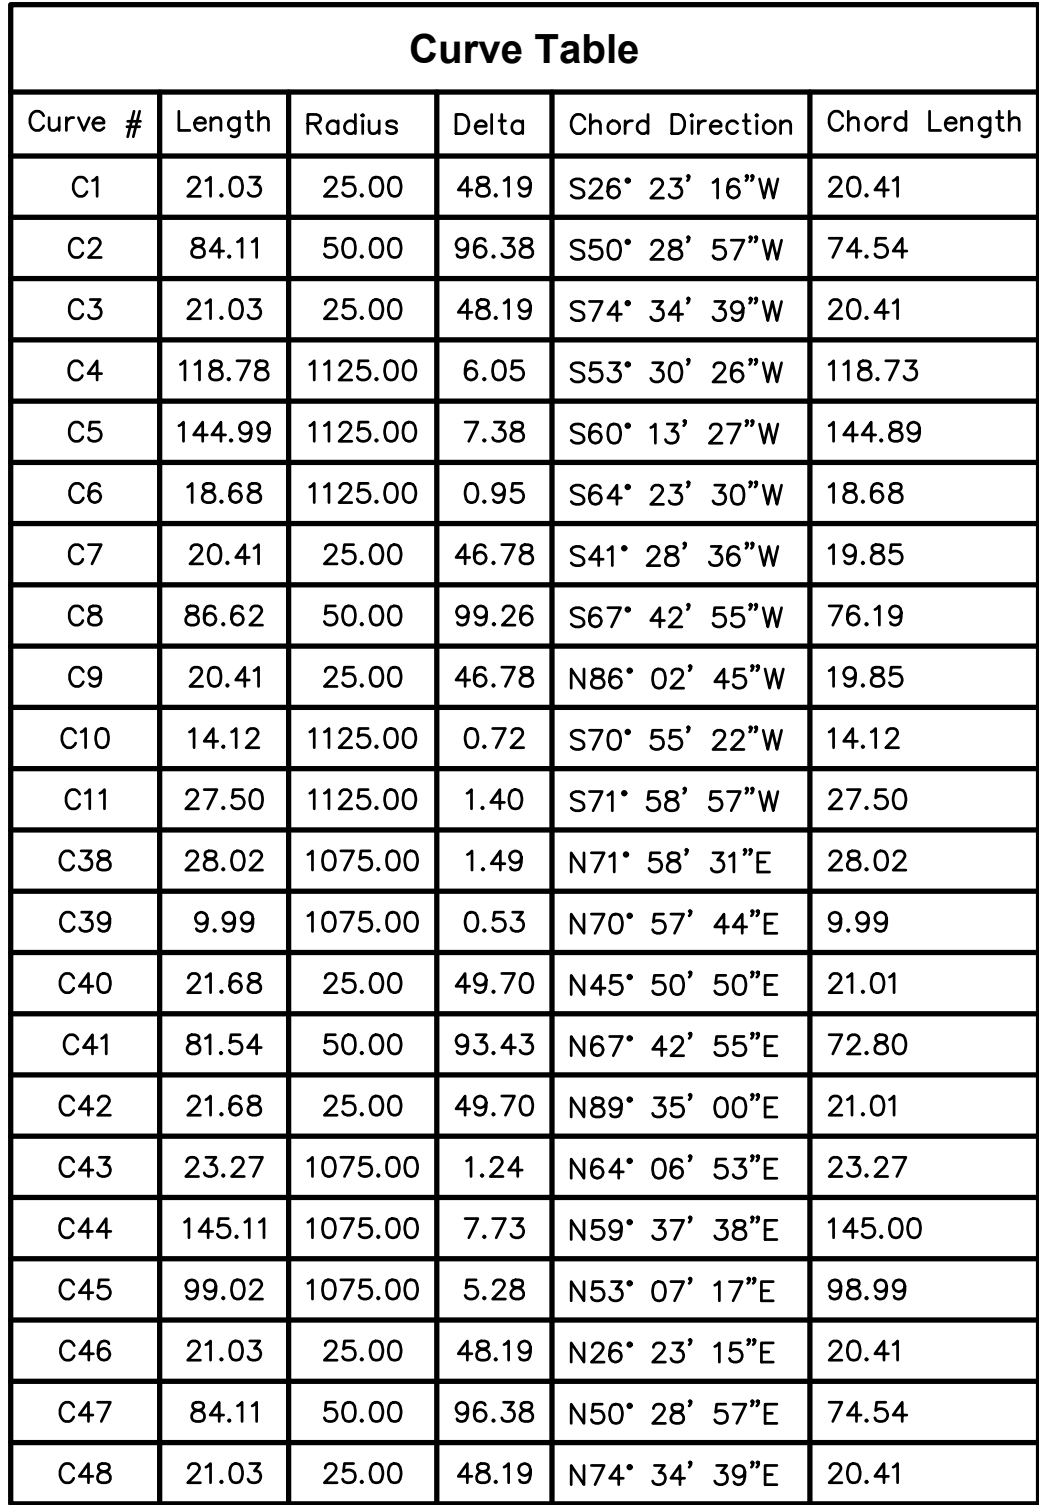 Curve Table
Curve # Length Radius Delta Chord Direction Chord Length
C1 21.03 25.00 48.19 S26° 23' 16"W 20.41
C2 84.11 50.00 96.38 S50° 28' 57"W 74.54
C3 21.03 25.00 48.19 S74° 34' 39"W 20.41
C4 118.78 1125.00 6.05 S53° 30' 26"W 118.73
C5 144.99 1125.00 7.38 S60° 13' 27"W 144.89
C6 18.68 1125.00 0.95 S64° 23' 30"W 18.68
C7 20.41 25.00 46.78 S41° 28' 36"W 19.85
C8 86.62 50.00 99.26 S67° 42' 55"W 76.19
C9 20.41 25.00 46.78 N86° 02' 45"W 19.85
C10 14.12 1125.00 0.72 S70° 55' 22"W 14.12
C11 27.50 1125.00 1.40 S71° 58' 57"W 27.50
C38 28.02 1075.00 1.49 N71° 58' 31"E 28.02
C39 9.99 1075.00 0.53 N70° 57' 44"E 9.99
C40 21.68 25.00 49.70 N45° 50' 50"E 21.01
C41 81.54 50.00 93.43 N67° 42' 55"E 72.80
C42 21.68 25.00 49.70 N89° 35' 00"E 21.01
C43 23.27 1075.00 1.24 N64° 06' 53"E 23.27
C44 145.11 1075.00 7.73 N59° 37' 38"E 145.00
C45 99.02 1075.00 5.28 N53° 07' 17"E 98.99
C46 21.03 25.00 48.19 N26° 23' 15"E 20.41
C47 84.11 50.00 96.38 N50° 28' 57"E 74.54
C48 21.03 25.00 48.19 N74° 34' 39"E 20.41